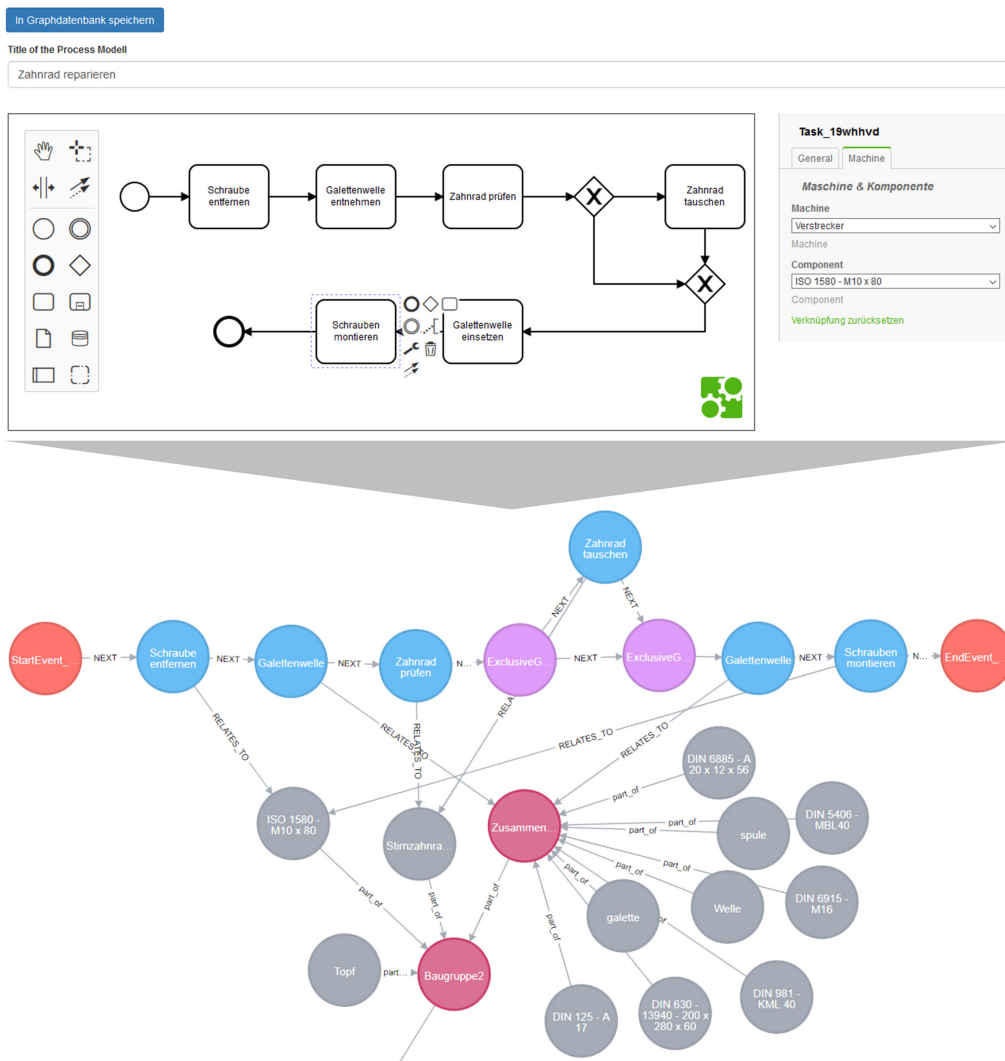 In Graphdatenbank speichern
Title of the Process Modell
Zahnrad reparieren
Schraube
entfernen
Galettenwelle
entnehmen
Zahnrad prüfen
X
Zahnrad
tauschen
X
Schrauben
montieren
Galettenwelle
einsetzen
Task_19whhvd
General
Machine
Maschine & Komponente
Machine
Verstrecker
Machine
Component
ISO 1580 - M10 x 80
Component
Verknüpfung zurücksetzen
Zahnrad
tauschen
NEXT
NEXT
StartEvent_...
NEXT
Schraube
entfernen
NEXT
Galettenwelle
NEXT
Zahnrad
prüfen
N...
ExclusiveG...
NEXT
ExclusiveG...
Galettenwelle
NEXT
Schrauben
montieren
N...
EndEvent_...
RELATES_TO
RELATES_TO
RELATES_TO
RELA
RELATES_TO
RELATES_TO
DIN 6885 - A
20 x 12 x 56
part_of
ISO 1580 -
M10 x 80
Stirnzahnra...
Zusammen...
part_of
part_of
spule
DIN 5406 -
MBL40
part_of
part_of
part_of
part_of
part_of
part_of
galette
of
Welle
DIN 6915 -
M16
part_of
Topf
part...
Baugruppe2
DIN 125 - A
17
DIN 630 -
13940 - 200 x
280 x 60
DIN 981 -
KML 40